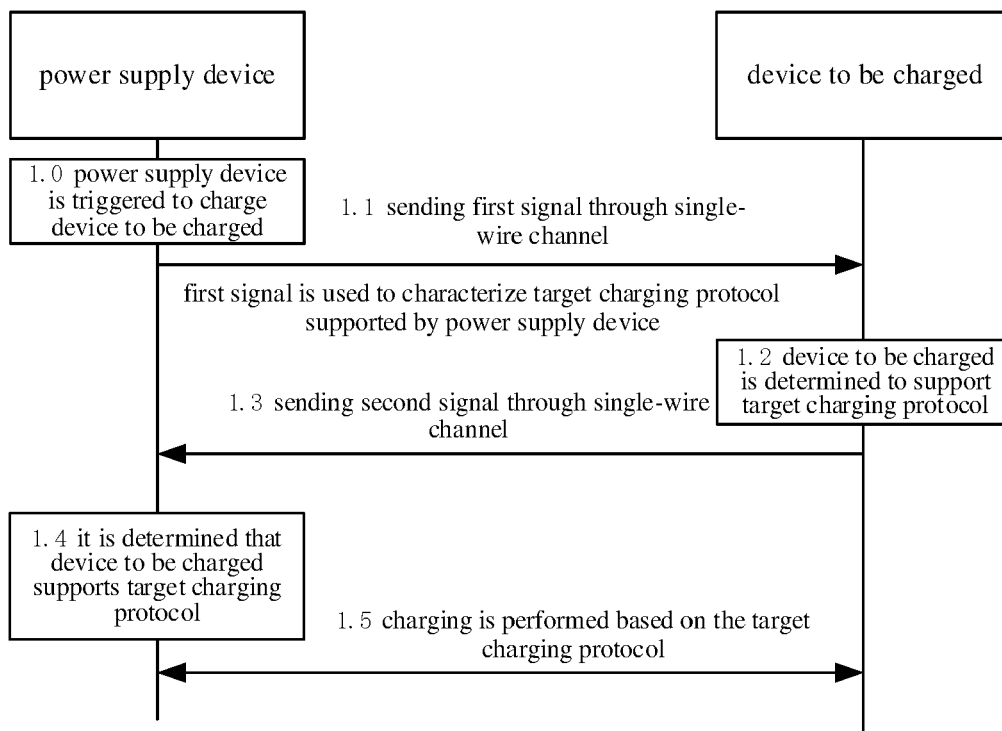 power supply device
device to be charged
1.0 power supply device
is triggered to charge
device to be charged
1.1 sending first signal through single-
wire channel
first signal is used to characterize target charging protocol
supported by power supply device
1.2 device to be charged
is determined to support
target charging protocol
1.3 sending second signal through single-wire
channel
1.4 it is determined that
device to be charged
supports target charging
protocol
1.5 charging is performed based on the target
charging protocol